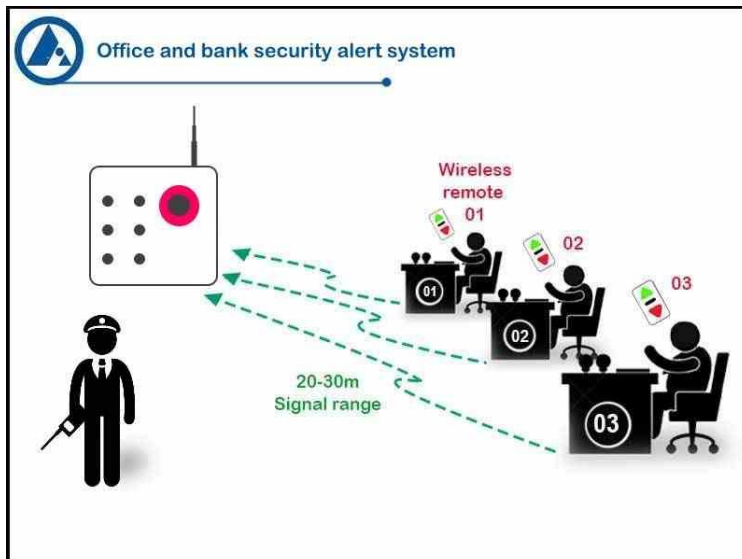 Office and bank security alert system
Wireless
remote
01
02
03
01
02
03
20-30m
Signal range